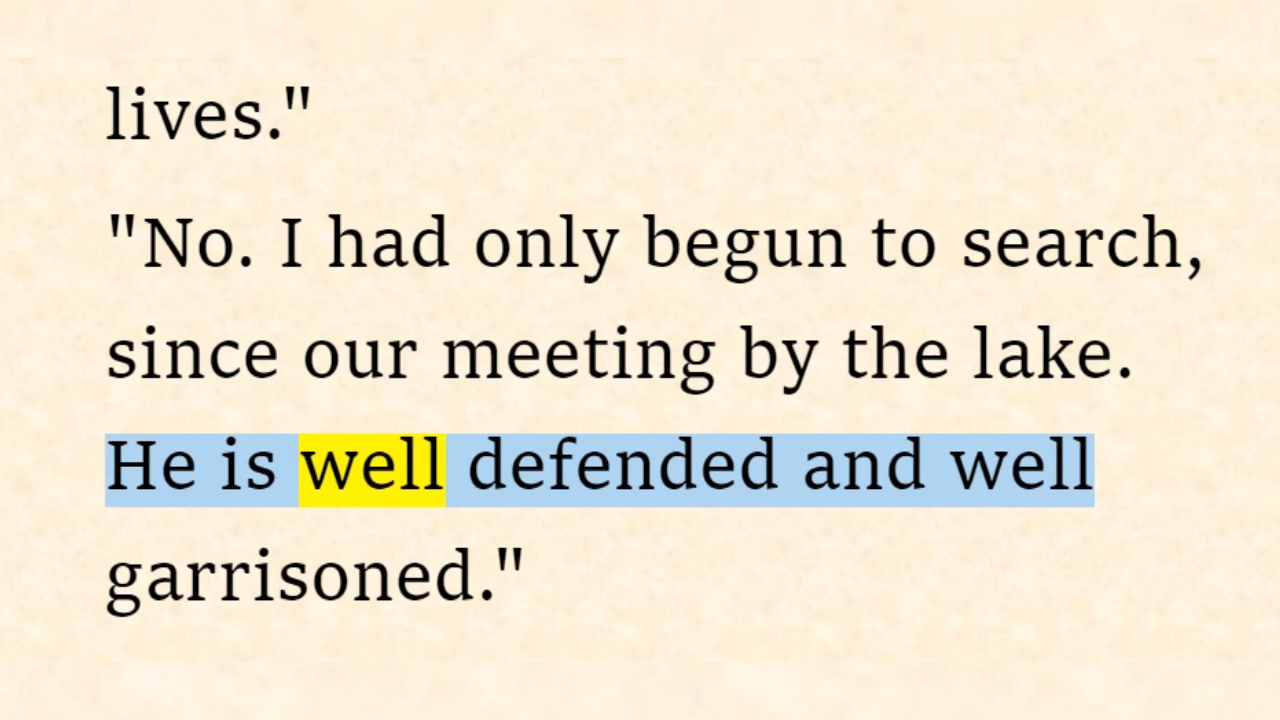 lives."
"No. I had only begun to search,
since our meeting by the lake.
He is well defended and well
garrisoned."